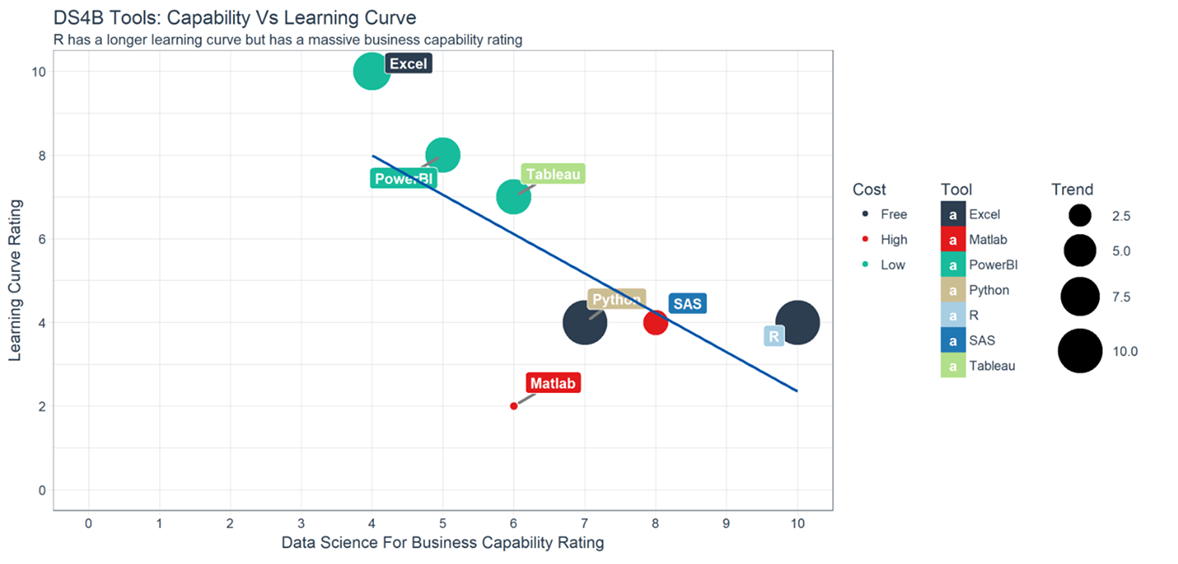 DS4B Tools: Capability Vs Learning Curve
R has a longer learning curve but has a massive business capability rating
Learning Curve Rating
10
8
6
4
2
0
Excel
PowerBI
Tableau
Python
SAS
R
Matlab
0 1 2 3 4 5 6 7 8 9 10
Data Science For Business Capability Rating
Cost
Free
High
Low
Tool
a Excel
a Matlab
a PowerBI
a Python
a R
a SAS
a Tableau
Trend
2.5
5.0
7.5
10.0